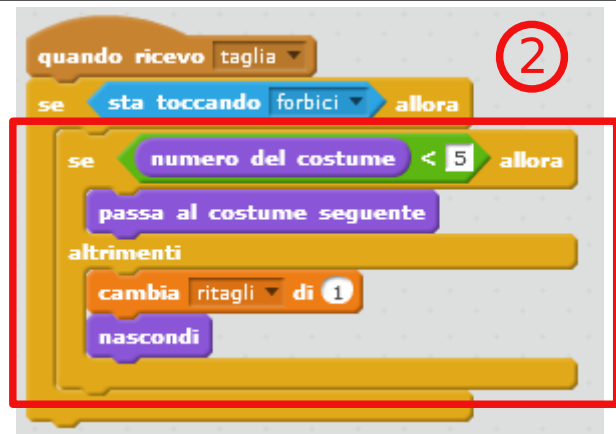 quando ricevo taglia
2
se sta toccando forbici allora
se numero del costume < 5 allora
passa al costume seguente
altrimenti
cambia ritagli di 1
nascondi